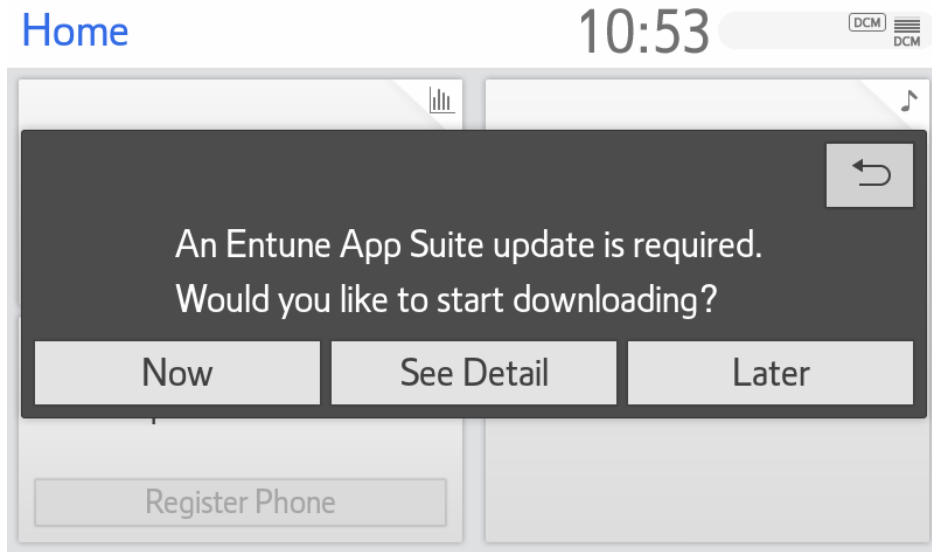 Home
10:53
DCM
DCM
An Entune App Suite update is required.
Would you like to start downloading?
Now
See Detail
Later
Register Phone